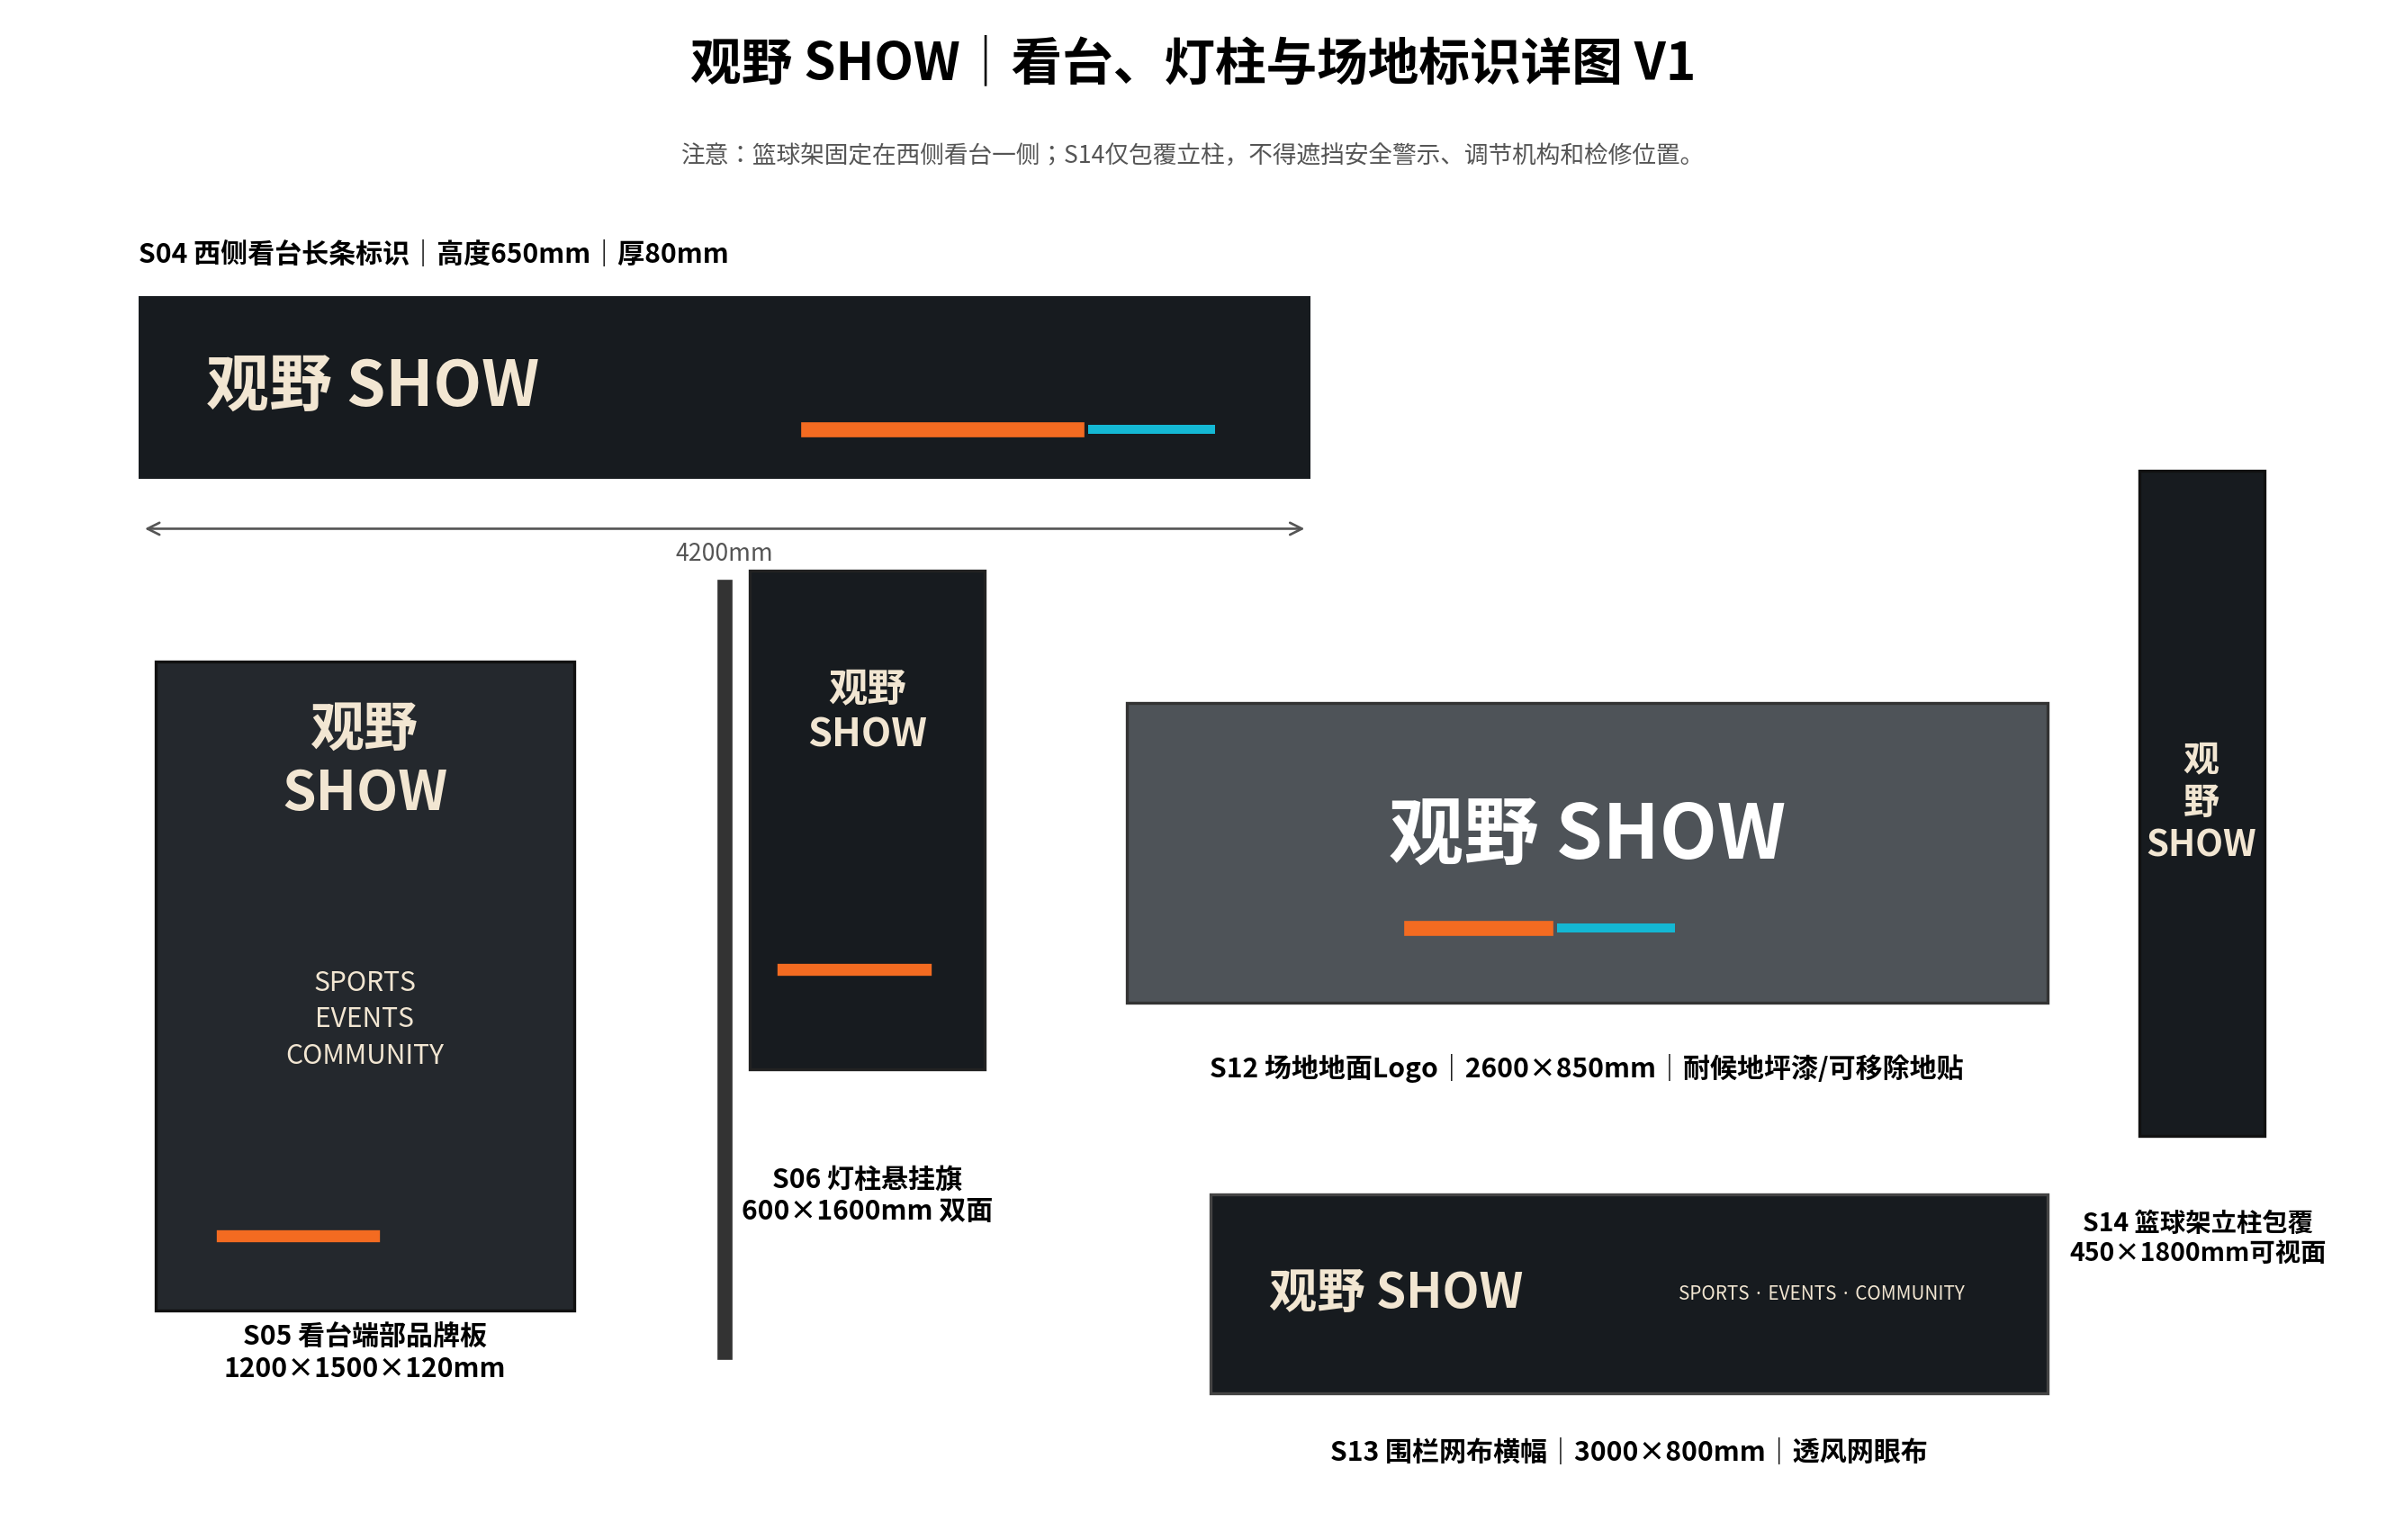 观野 SHOW｜看台、灯柱与场地标识详图 V1
注意：篮球架固定在西侧看台一侧；S14仅包覆立柱，不得遮挡安全警示、调节机构和检修位置。
S04 西侧看台长条标识｜高度650mm｜厚80mm
观野 SHOW
4200mm
观野
SHOW
SPORTS
EVENTS
COMMUNITY
S05 看台端部品牌板
1200×1500×120mm
观野
SHOW
S06 灯柱悬挂旗
600×1600mm 双面
观野 SHOW
S12 场地地面Logo｜2600×850mm｜耐候地坪漆/可移除地贴
观野 SHOW
SPORTS · EVENTS · COMMUNITY
S13 围栏网布横幅｜3000×800mm｜透风网眼布
观
野
SHOW
S14 篮球架立柱包覆
450×1800mm可视面